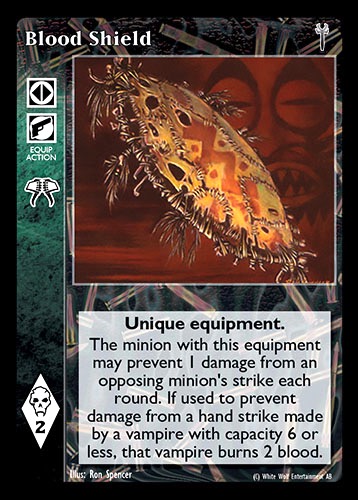 Blood Shield
EQUIP
ACTION
Unique equipment.
The minion with this equipment
may prevent 1 damage from an
opposing minion's strike each
round. If used to prevent
damage from a hand strike made
by a vampire with capacity 6 or
less, that vampire burns 2 blood.
2
Illus: Ron Spencer
(C) White Wolf Entertainment AB